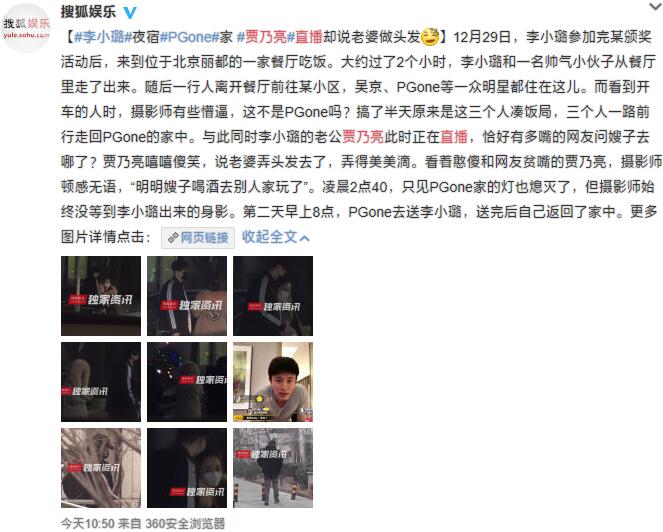 搜狐娱乐
搜狐娱乐
yule.sohu.com
【#李小璐#夜宿#PGone#家 #贾乃亮#直播却说老婆做头发】12月29日，李小璐参加完某颁奖
活动后，来到位于北京丽都的一家餐厅吃饭。大约过了2个小时，李小璐和一名帅气小伙子从餐厅
里走了出来。随后一行人离开餐厅前往某小区，吴京、PGone等一众明星都住在这儿。而看到开
车的人时，摄影师有些懵逼，这不是PGone吗？搞了半天原来是这三个人凑饭局，三个人一路前
行走回PGone的家中。与此同时李小璐的老公贾乃亮此时正在直播，恰好有多嘴的网友问嫂子去
哪了？贾乃亮嘻嘻傻笑，说老婆弄头发去了，弄得美美滴。看着憨傻和网友贫嘴的贾乃亮，摄影师
顿感无语，“明明嫂子喝酒去别人家玩了”。凌晨2点40，只见PGone家的灯也熄灭了，但摄影师始
终没等到李小璐出来的身影。第二天早上8点，PGone去送李小璐，送完后自己返回了家中。更多
图片详情点击： 网页链接 收起全文
独家资讯
独家资讯
独家资讯
独家资讯
独家资讯
独家资讯
独家资讯
独家资讯
今天10:50 来自 360安全浏览器